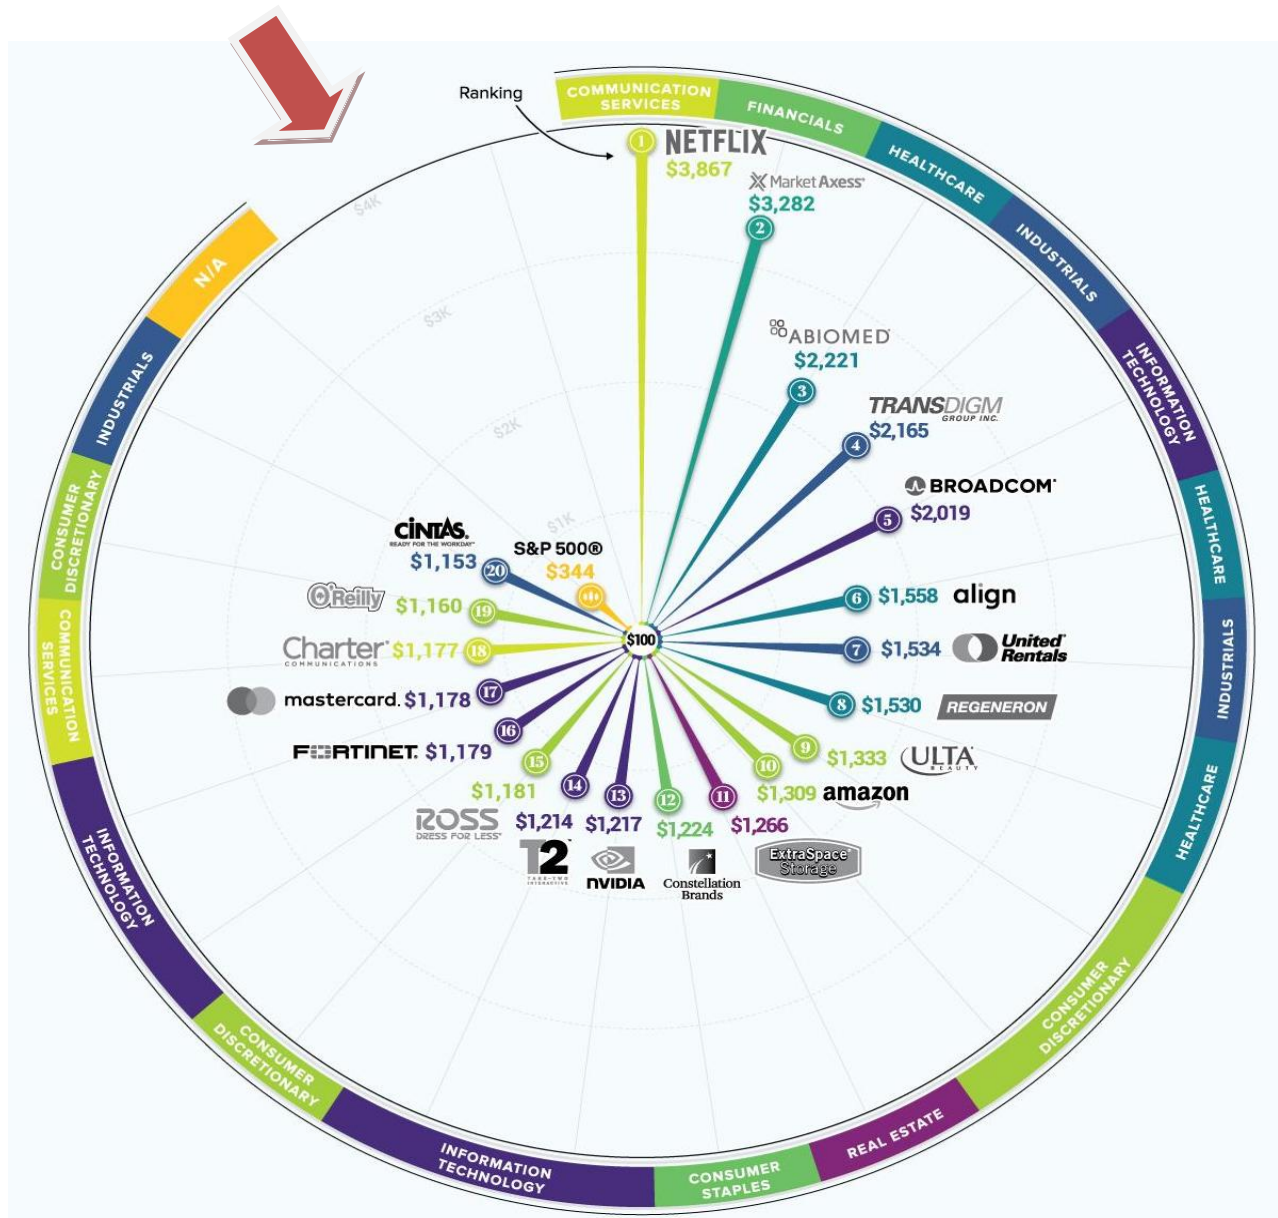 Ranking
COMMUNICATION
SERVICES
FINANCIALS
HEALTHCARE
INDUSTRIALS
INFORMATION
TECHNOLOGY
HEALTHCARE
INDUSTRIALS
HEALTHCARE
CONSUMER
DISCRETIONARY
REAL ESTATE
CONSUMER
STAPLES
INFORMATION
TECHNOLOGY
CONSUMER
DISCRETIONARY
INFORMATION
TECHNOLOGY
COMMUNICATION
SERVICES
CONSUMER
DISCRETIONARY
INDUSTRIALS
N/A
$4K
$3K
$2K
$1K
$100
1
NETFLIX
$3,867
MarketAxess®
$3,282
2
ABIOMED
$2,221
3
TRANSDIGM
GROUP INC.
$2,165
4
BROADCOM®
$2,019
5
6
$1,558
align
7
$1,534
United
Rentals
8
$1,530
REGENERON
9
$1,333
ULTA
BEAUTY
10
$1,309
amazon
11
$1,266
ExtraSpace
Storage
12
$1,224
Constellation
Brands
13
$1,217
NVIDIA
14
$1,214
T2
TAKE-TWO
INTERACTIVE
15
$1,181
ROSS
DRESS FOR LESS®
16
$1,179
FORTINET
17
$1,178
mastercard.
18
$1,177
Charter
COMMUNICATIONS
19
$1,160
O'Reilly
20
$1,153
CINTAS.
READY FOR THE WORKDAY®
S&P 500®
$344